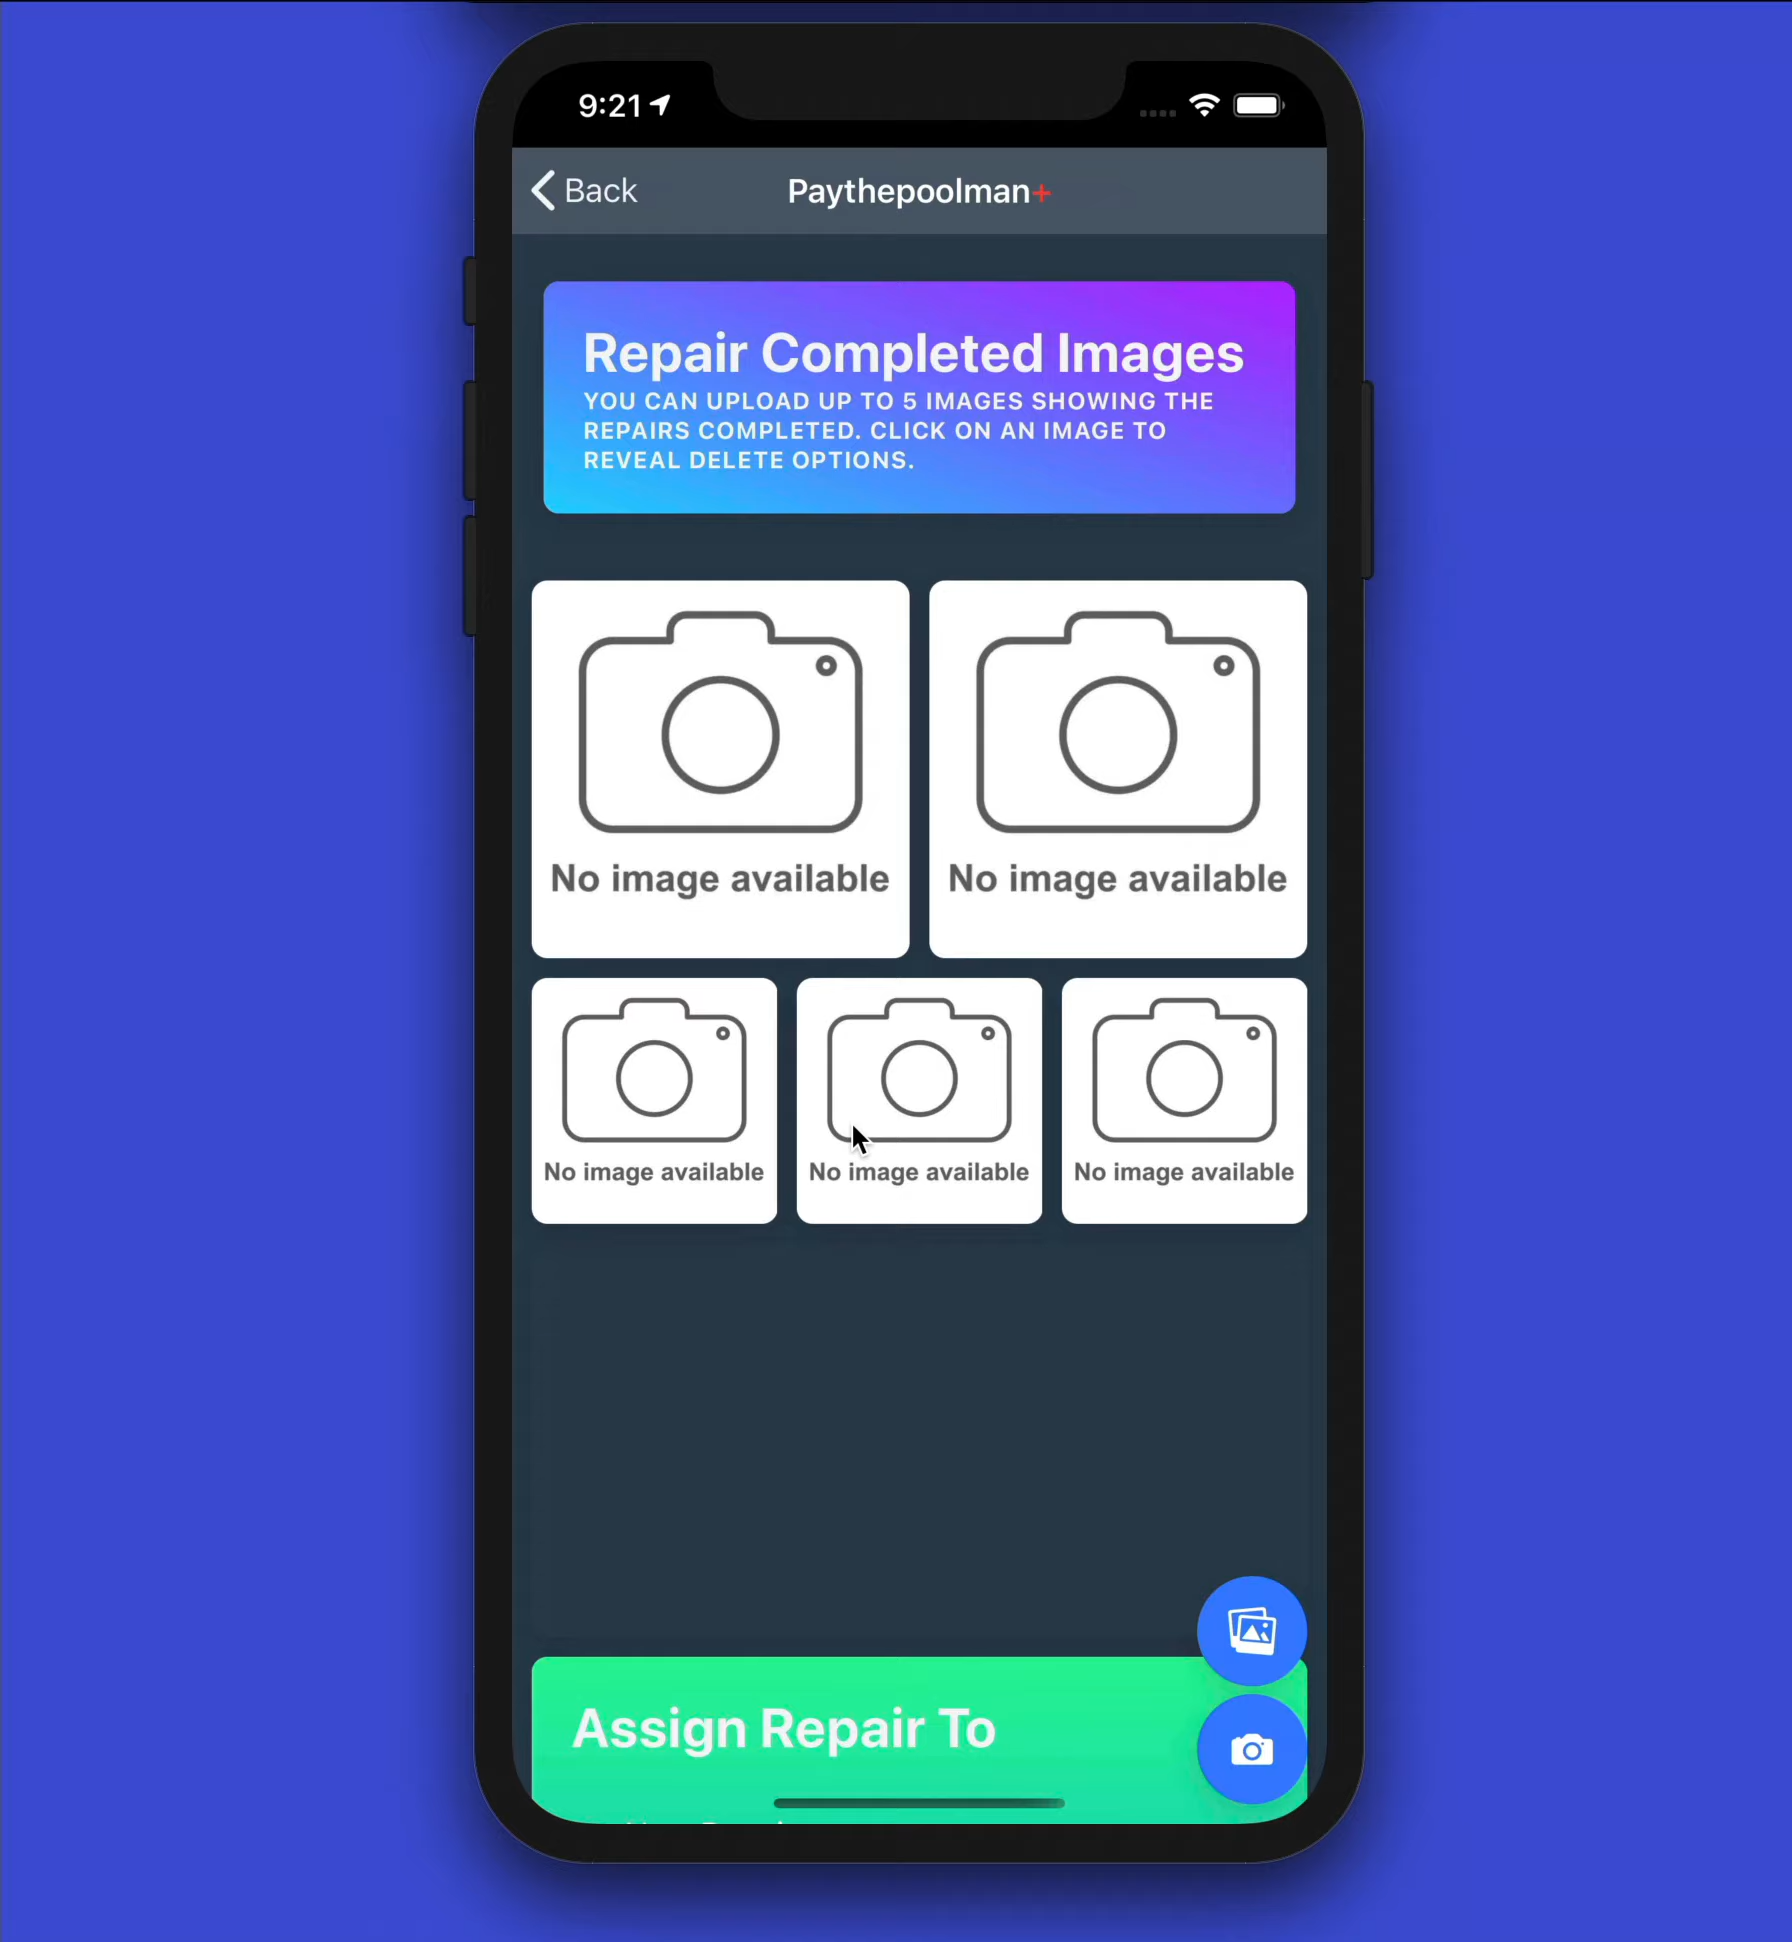 9:21
Back
Paythepoolman+
Repair Completed Images
YOU CAN UPLOAD UP TO 5 IMAGES SHOWING THE
REPAIRS COMPLETED. CLICK ON AN IMAGE TO
REVEAL DELETE OPTIONS.
No image available
No image available
No image available
No image available
No image available
Assign Repair To